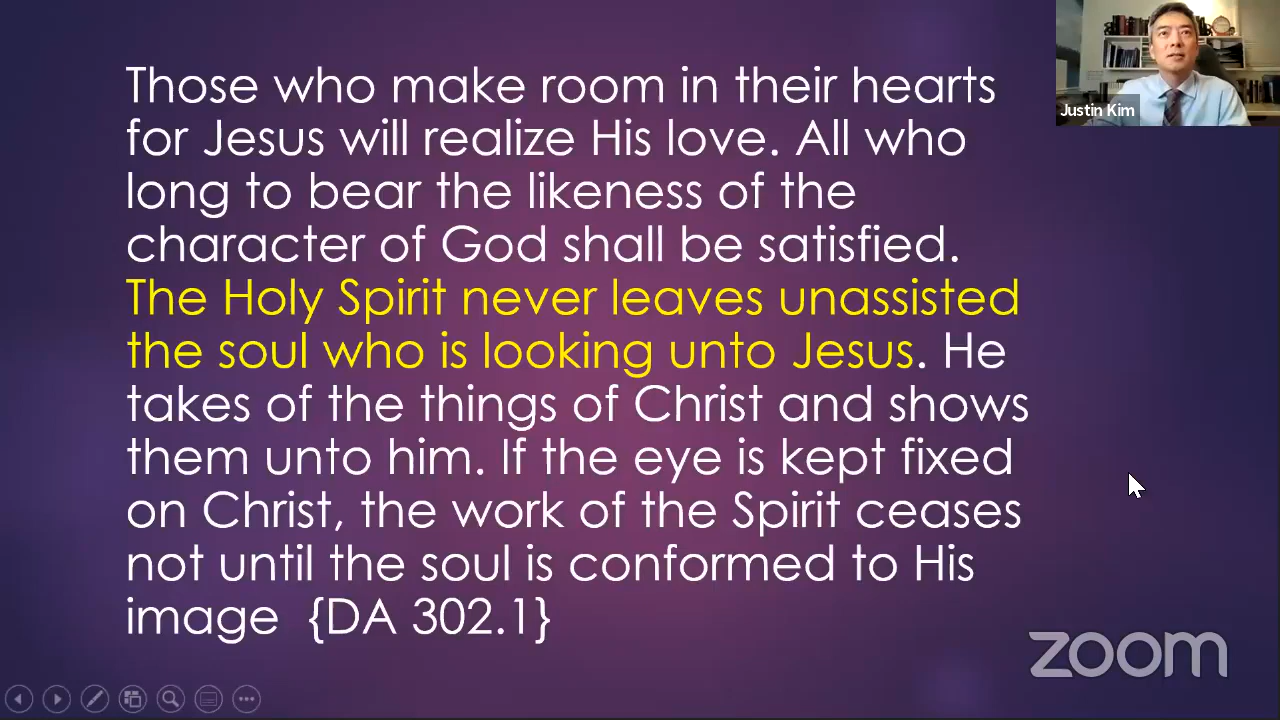 Those who make room in their hearts
for Jesus will realize His love. All who
long to bear the likeness of the
character of God shall be satisfied.
The Holy Spirit never leaves unassisted
the soul who is looking unto Jesus. He
takes of the things of Christ and shows
them unto him. If the eye is kept fixed
on Christ, the work of the Spirit ceases
not until the soul is conformed to His
image {DA 302.1}
Justin Kim
zoom